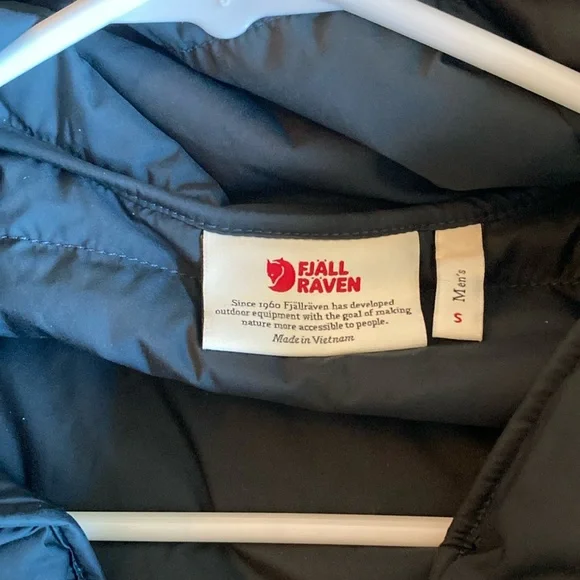 FJÄLL
RÄVEN
Since 1960 Fjällräven has developed
outdoor equipment with the goal of making
nature more accessible to people.
Made in Vietnam
Men's
S